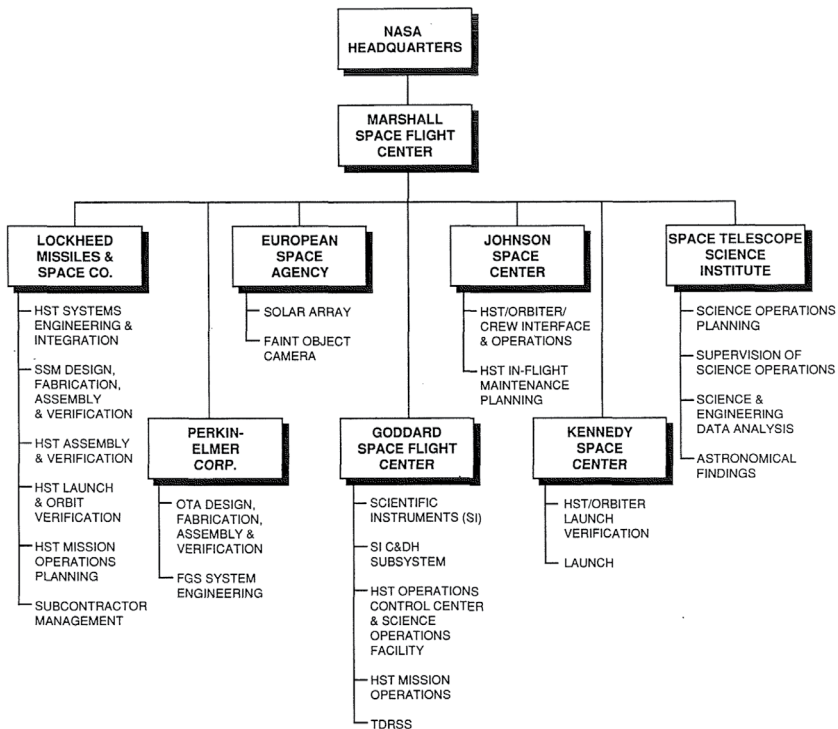 NASA
HEADQUARTERS
MARSHALL
SPACE FLIGHT
CENTER
LOCKHEED
MISSILES &
SPACE CO.
HST SYSTEMS
ENGINEERING &
INTEGRATION
SSM DESIGN,
FABRICATION,
ASSEMBLY
& VERIFICATION
HST ASSEMBLY
& VERIFICATION
HST LAUNCH
& ORBIT
VERIFICATION
HST MISSION
OPERATIONS
PLANNING
SUBCONTRACTOR
MANAGEMENT
PERKIN-
ELMER
CORP.
OTA DESIGN,
FABRICATION,
ASSEMBLY &
VERIFICATION
FGS SYSTEM
ENGINEERING
EUROPEAN
SPACE
AGENCY
SOLAR ARRAY
FAINT OBJECT
CAMERA
GODDARD
SPACE FLIGHT
CENTER
SCIENTIFIC
INSTRUMENTS (SI)
SI C&DH
SUBSYSTEM
HST OPERATIONS
CONTROL CENTER
& SCIENCE
OPERATIONS
FACILITY
HST MISSION
OPERATIONS
TDRSS
JOHNSON
SPACE
CENTER
HST/ORBITER/
CREW INTERFACE
& OPERATIONS
HST IN-FLIGHT
MAINTENANCE
PLANNING
KENNEDY
SPACE
CENTER
HST/ORBITER
LAUNCH
VERIFICATION
LAUNCH
SPACE TELESCOPE
SCIENCE
INSTITUTE
SCIENCE OPERATIONS
PLANNING
SUPERVISION OF
SCIENCE OPERATIONS
SCIENCE &
ENGINEERING
DATA ANALYSIS
ASTRONOMICAL
FINDINGS